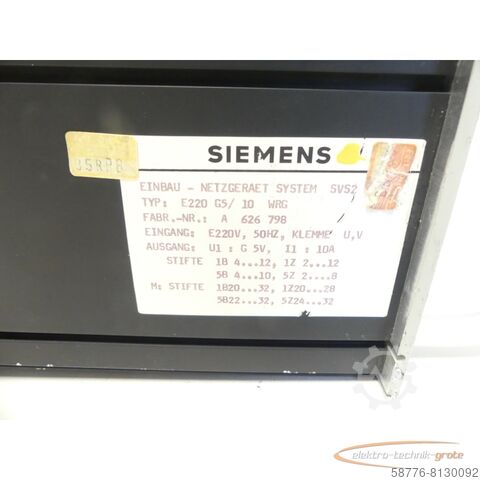 SIEMENS
EINBAU - NETZGERAET SYSTEM SVS2
TYP: E220 G5/ 10 WRG
FABR.-NR.: A 626 798
EINGANG: E220V, 50HZ, KLEMME U,V
AUSGANG: U1 : G 5V, I1 : 10A
STIFTE 1B 4...12, 1Z 2...12
5B 4...10, 5Z 2....8
M: STIFTE 1B20...32, 1Z20...28
5B22...32, 5Z24...32
elektro-technik-grote
58776-8130092